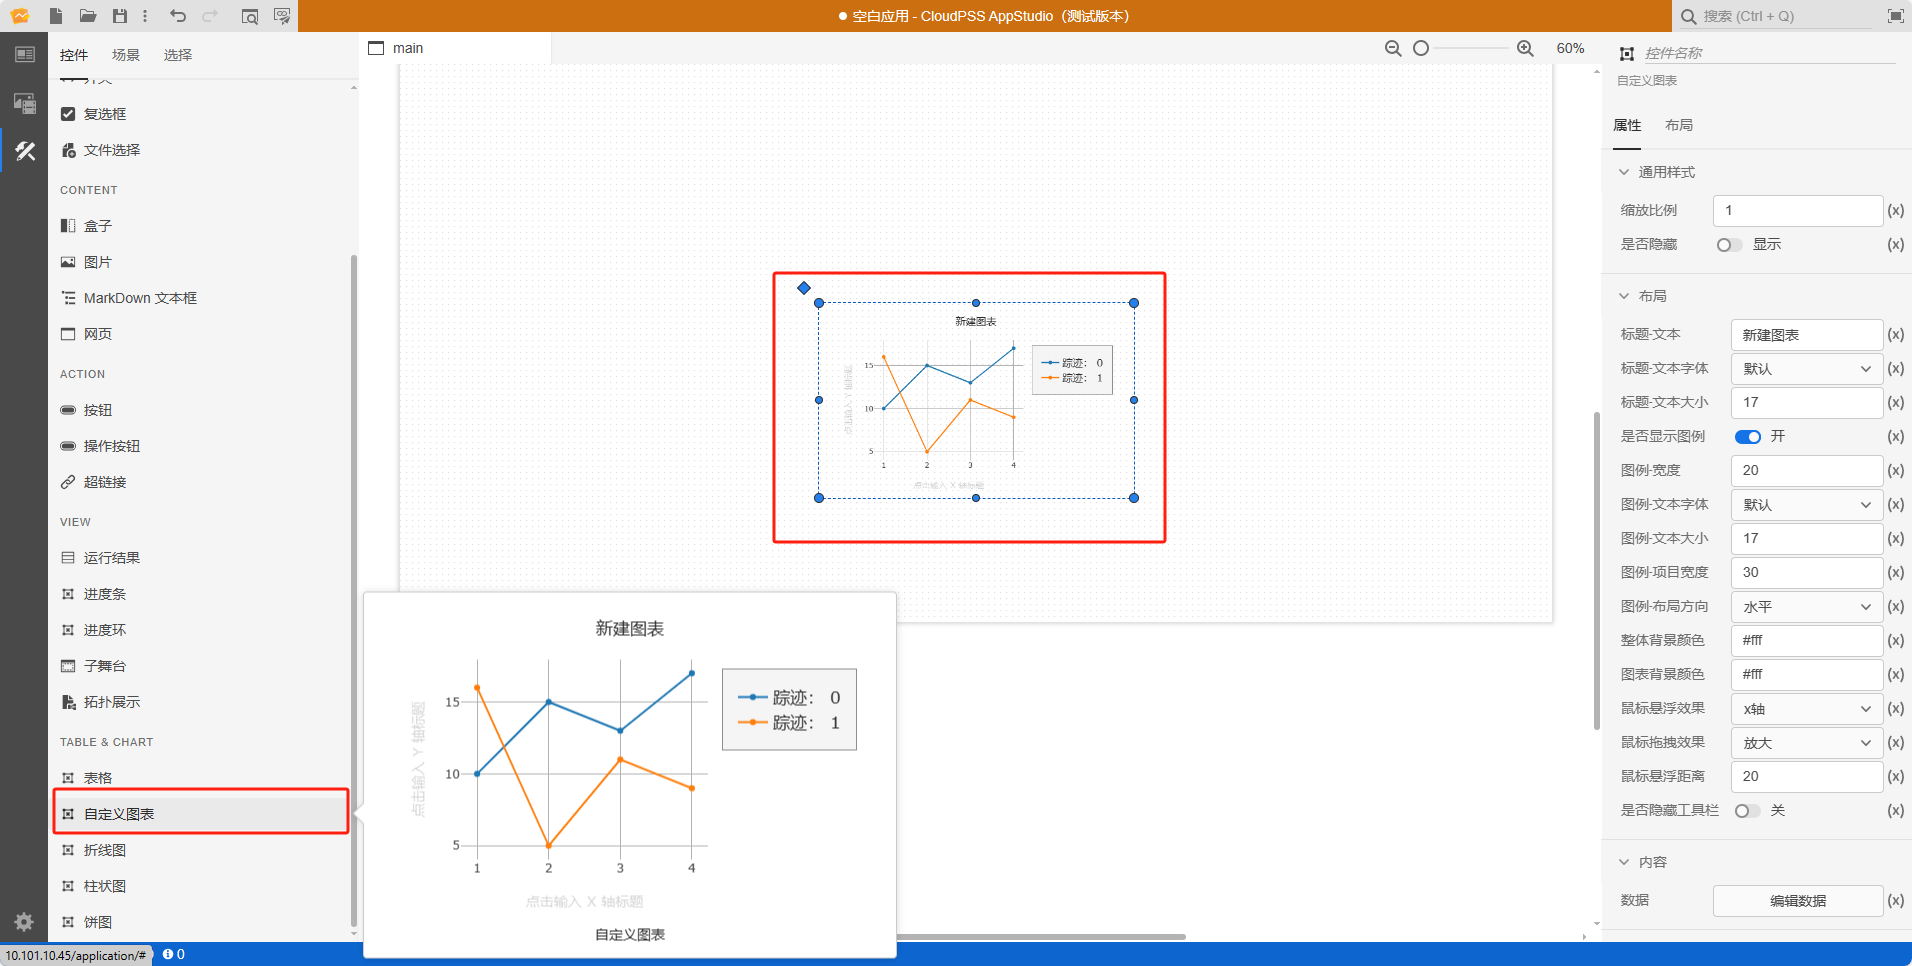 空白应用 - CloudPSS AppStudio（测试版本）
搜索 (Ctrl + Q)
控件
场景
选择
复选框
文件选择
CONTENT
盒子
图片
MarkDown 文本框
网页
ACTION
按钮
操作按钮
超链接
VIEW
运行结果
进度条
进度环
子舞台
拓扑展示
TABLE & CHART
表格
自定义图表
折线图
柱状图
饼图
10.101.10.45/application/#
0
main
60%
新建图表
15
10
5
1
2
3
4
点击输入 Y 轴标题
点击输入 X 轴标题
踪迹： 0
踪迹： 1
新建图表
15
10
5
1
2
3
4
点击输入 Y 轴标题
点击输入 X 轴标题
踪迹： 0
踪迹： 1
自定义图表
控件名称
自定义图表
属性
布局
通用样式
缩放比例 1 (x)
是否隐藏 显示 (x)
布局
标题-文本 新建图表 (x)
标题-文本字体 默认 (x)
标题-文本大小 17 (x)
是否显示图例 开 (x)
图例-宽度 20 (x)
图例-文本字体 默认 (x)
图例-文本大小 17 (x)
图例-项目宽度 30 (x)
图例-布局方向 水平 (x)
整体背景颜色 #fff (x)
图表背景颜色 #fff (x)
鼠标悬浮效果 x轴 (x)
鼠标拖拽效果 放大 (x)
鼠标悬浮距离 20 (x)
是否隐藏工具栏 关 (x)
内容
数据 编辑数据 (x)